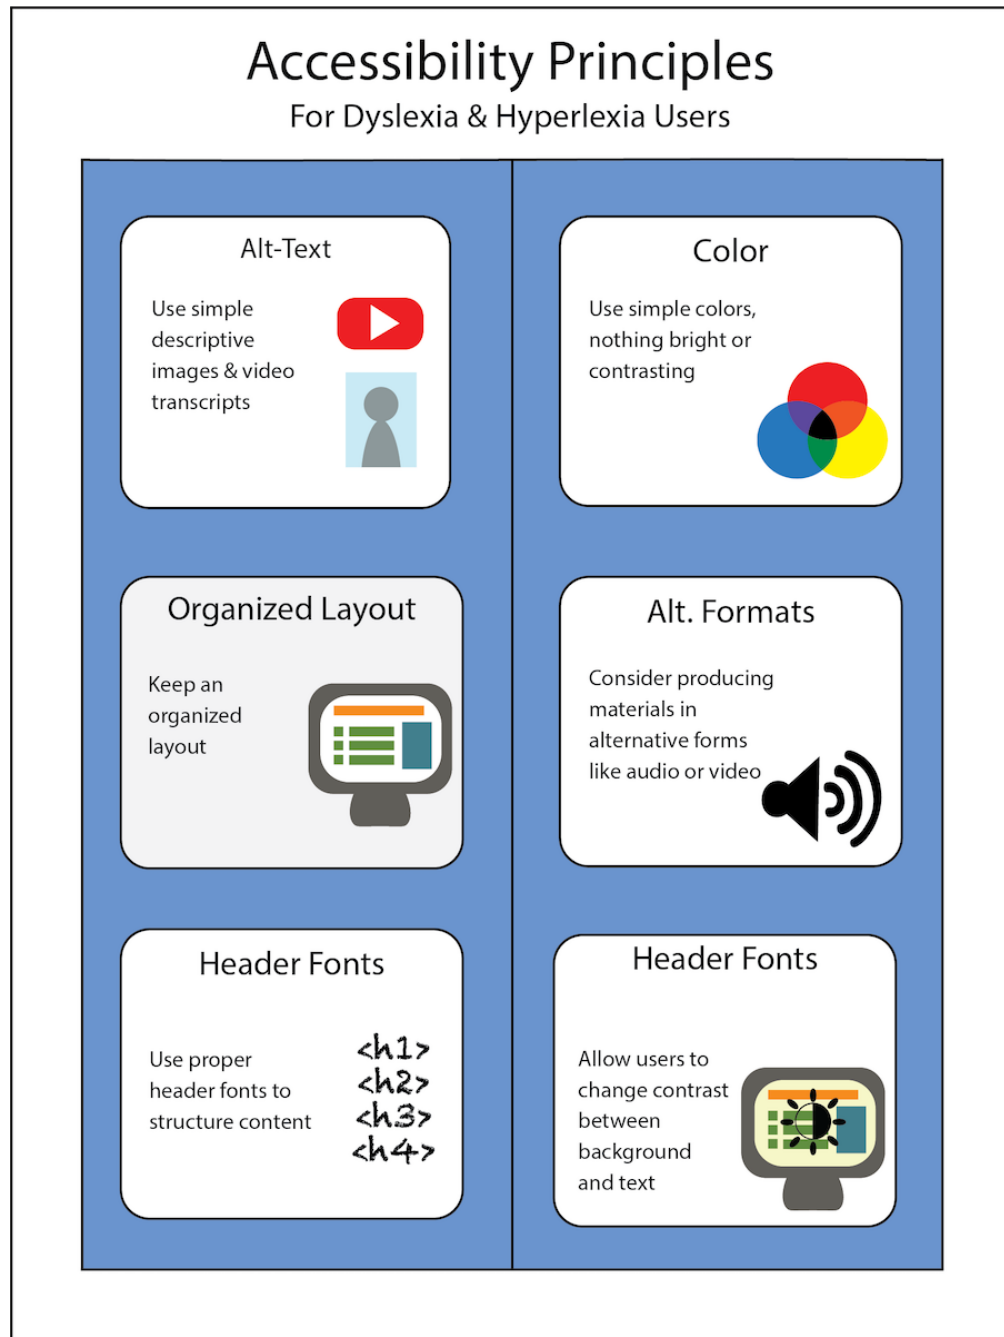 Accessibility Principles
For Dyslexia & Hyperlexia Users
Alt-Text
Use simple
descriptive
images & video
transcripts
Color
Use simple colors,
nothing bright or
contrasting
Organized Layout
Keep an
organized
layout
Alt. Formats
Consider producing
materials in
alternative forms
like audio or video
Header Fonts
Use proper
header fonts to
structure content
<h1>
<h2>
<h3>
<h4>
Header Fonts
Allow users to
change contrast
between
background
and text